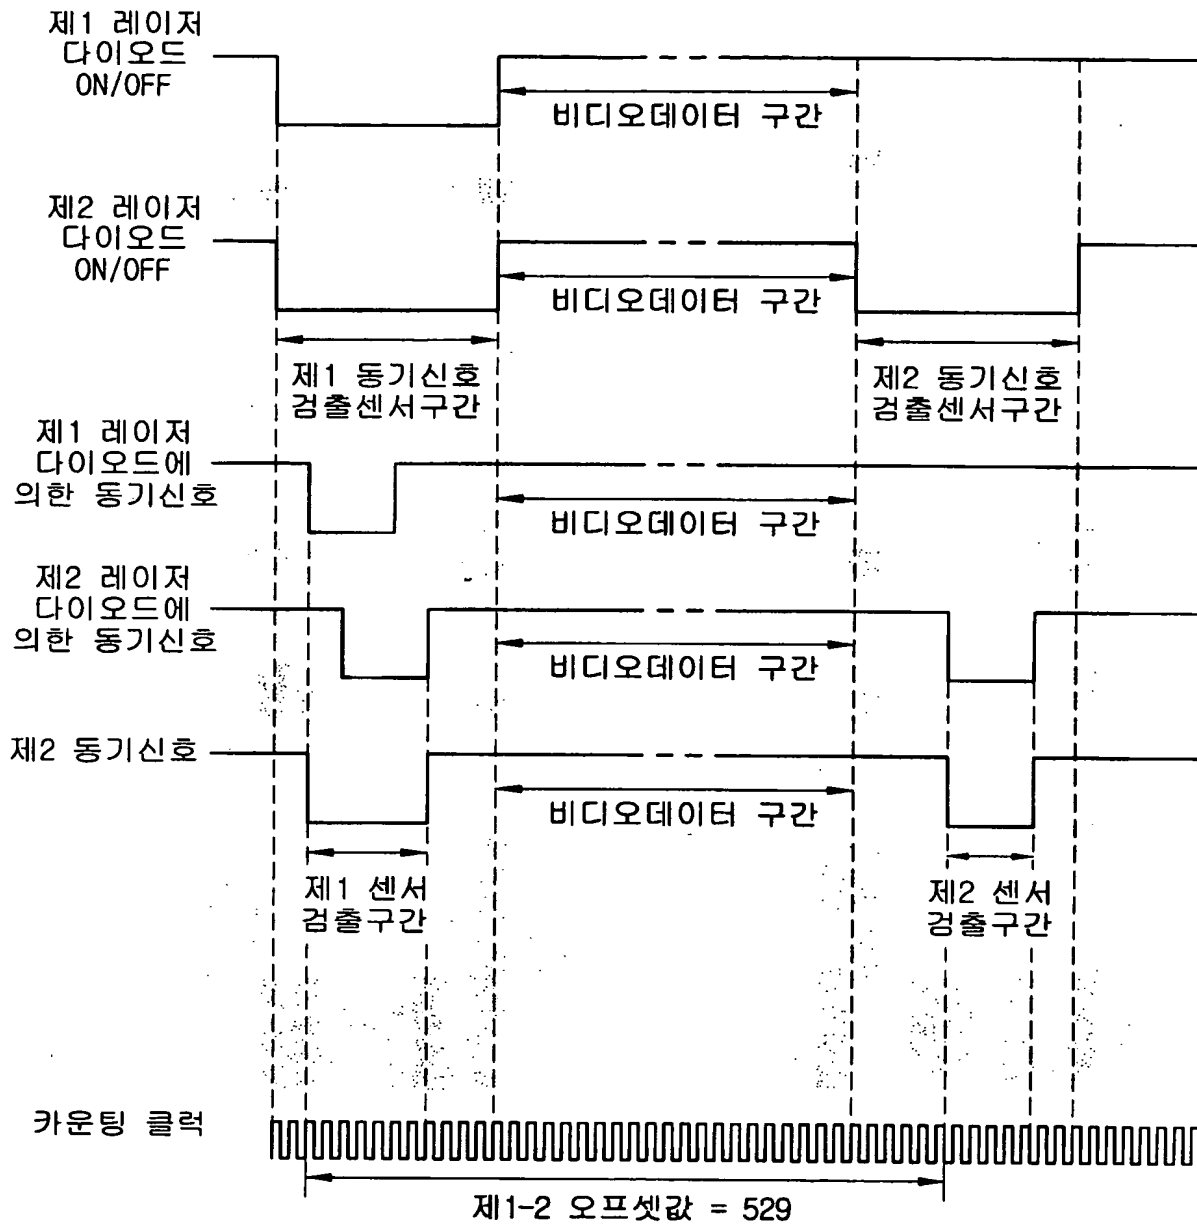 제1 레이저
다이오드
ON/OFF
비디오데이터 구간
제2 레이저
다이오드
ON/OFF
비디오데이터 구간
제1 동기신호
검출센서구간
제2 동기신호
검출센서구간
제1 레이저
다이오드에
의한 동기신호
비디오데이터 구간
제2 레이저
다이오드에
의한 동기신호
비디오데이터 구간
제2 동기신호
비디오데이터 구간
제1 센서
검출구간
제2 센서
검출구간
카운팅 클럭
제1-2 오프셋값 = 529